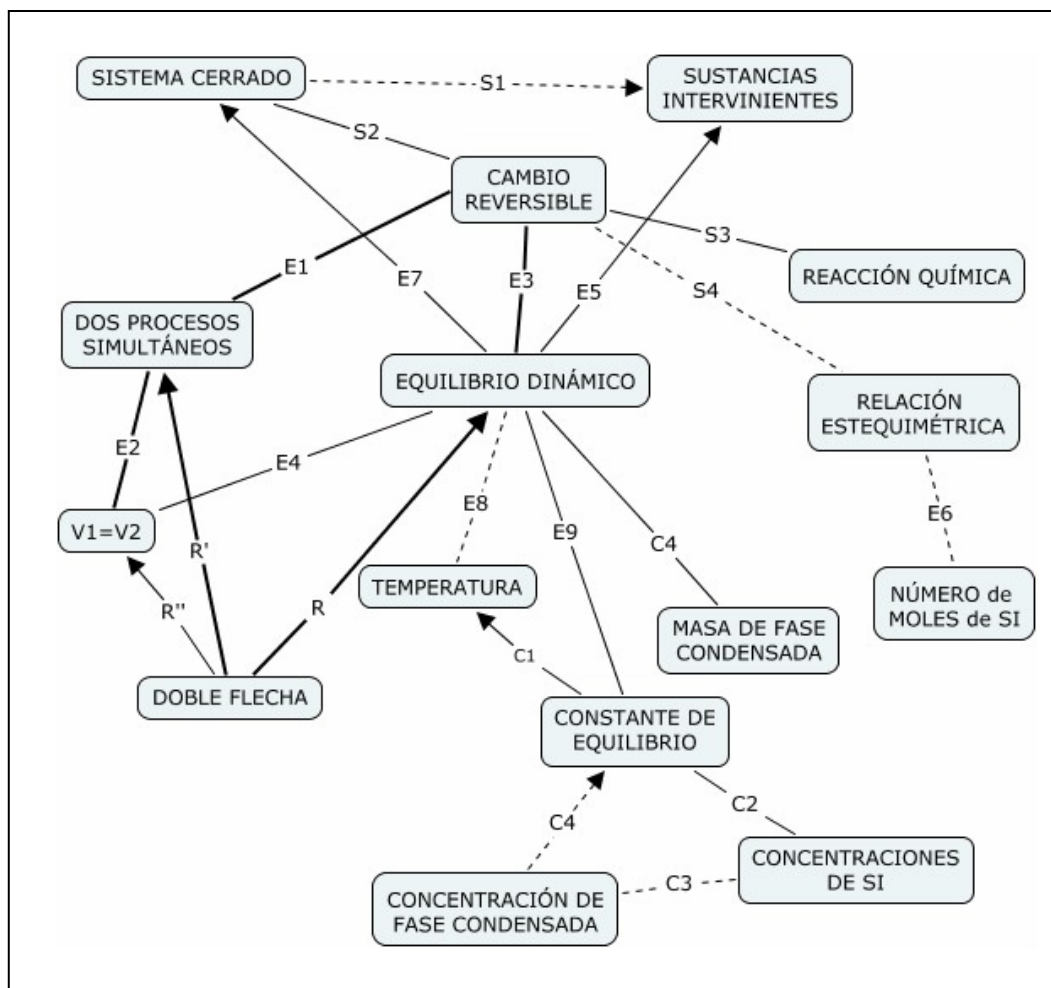 SISTEMA CERRADO
S1
SUSTANCIAS
INTERVINIENTES
S2
CAMBIO
REVERSIBLE
S3
REACCIÓN QUÍMICA
E1
E7
E3
E5
S4
DOS PROCESOS
SIMULTÁNEOS
EQUILIBRIO DINÁMICO
RELACIÓN
ESTEQUIMÉTRICA
E2
E4
E8
E9
C4
E6
V1=V2
R'
R
R''
TEMPERATURA
NÚMERO de
MOLES de SI
MASA DE FASE
CONDENSADA
C1
DOBLE FLECHA
CONSTANTE DE
EQUILIBRIO
C4
C2
CONCENTRACIONES
DE SI
C3
CONCENTRACIÓN DE
FASE CONDENSADA